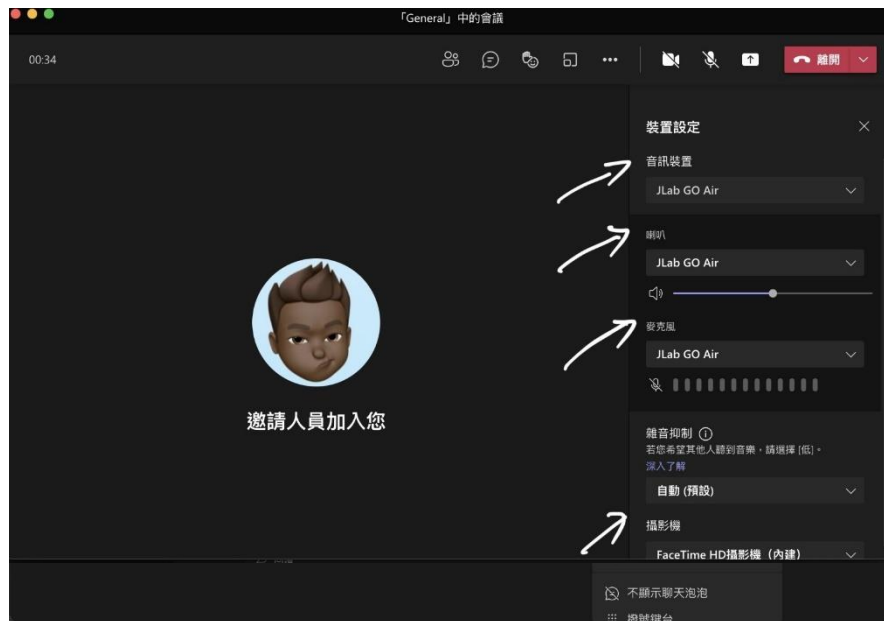 「General」中的會議
00:34
離開
裝置設定
音訊裝置
JLab GO Air
喇叭
JLab GO Air
麥克風
JLab GO Air
雜音抑制
若您希望其他人聽到音樂，請選擇 [低]。
深入了解
自動 (預設)
攝影機
FaceTime HD攝影機（內建）
邀請人員加入您
不顯示聊天泡泡
撥號鍵台